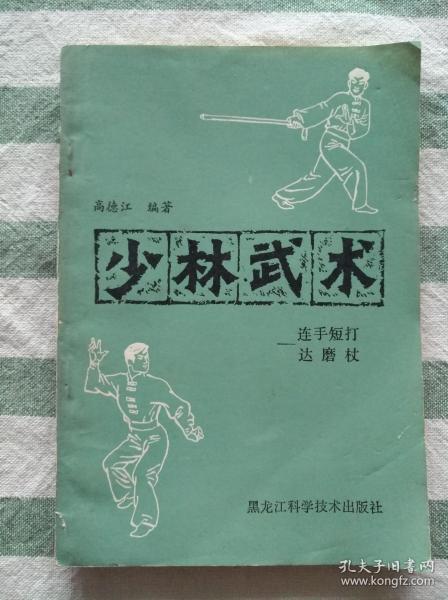 高德江 编著
少林武术
——连手短打
达磨杖
黑龙江科学技术出版社
孔夫子旧书网
www.kongfz.com